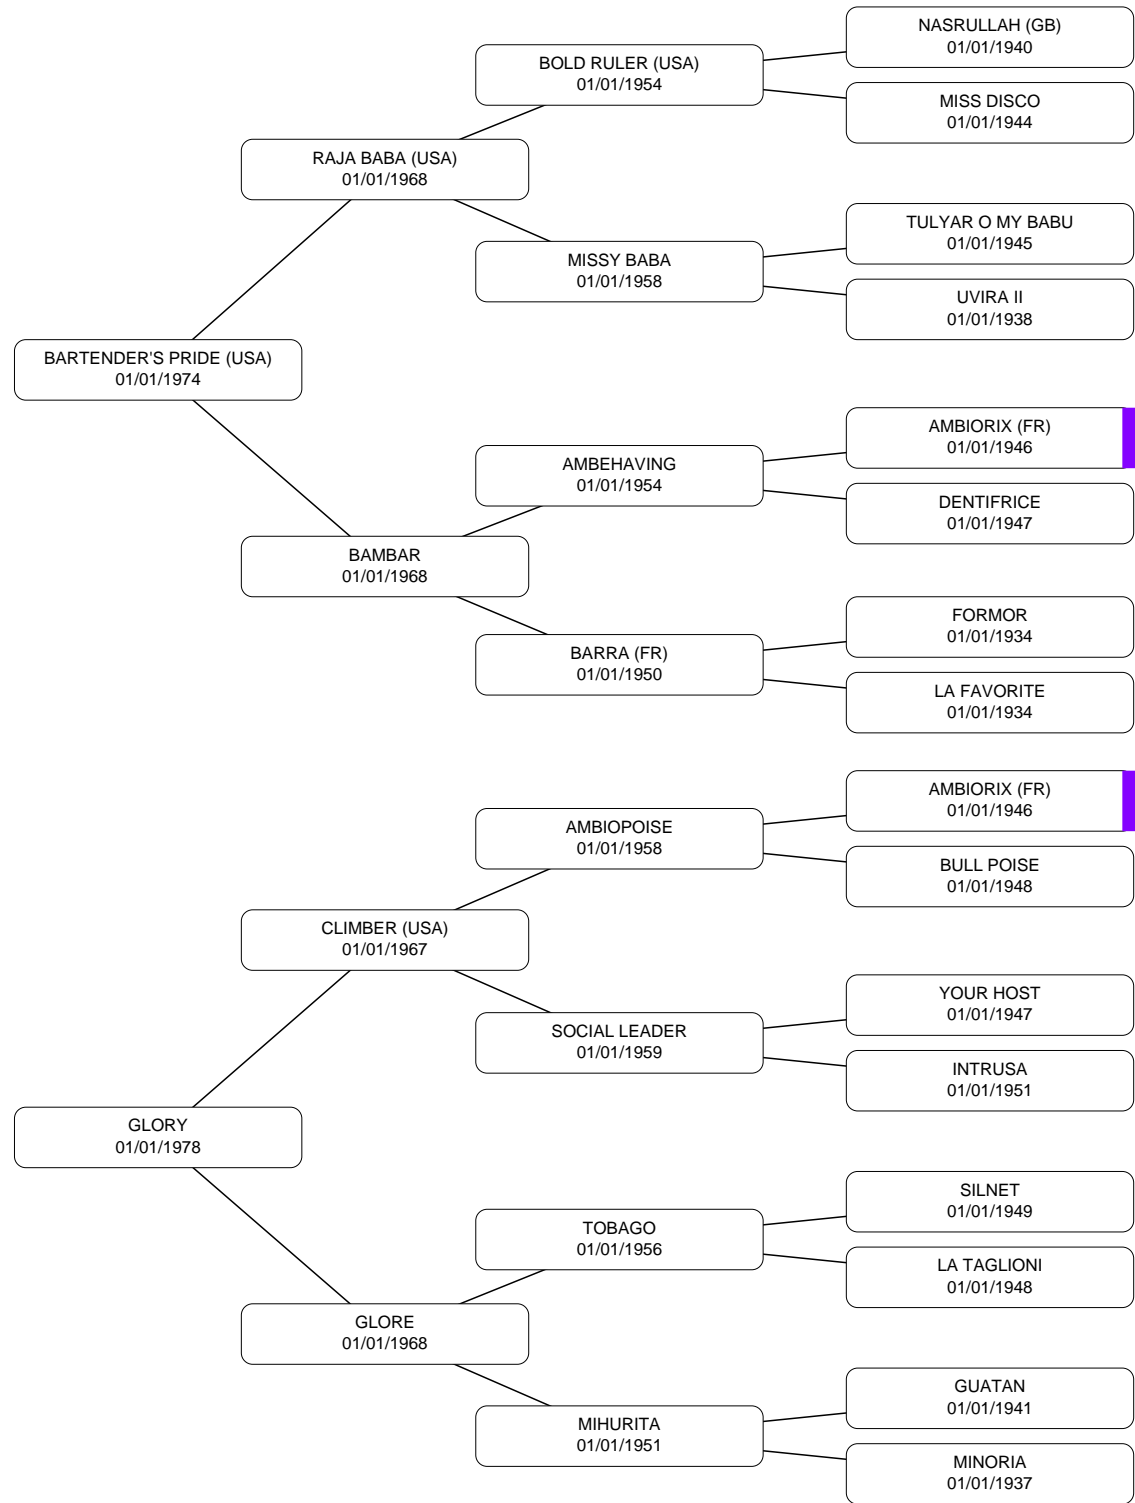 NASRULLAH (GB)
01/01/1940
BOLD RULER (USA)
01/01/1954
MISS DISCO
01/01/1944
RAJA BABA (USA)
01/01/1968
TULYAR O MY BABU
01/01/1945
MISSY BABA
01/01/1958
UVIRA II
01/01/1938
BARTENDER'S PRIDE (USA)
01/01/1974
AMBIORIX (FR)
01/01/1946
AMBEHAVING
01/01/1954
DENTIFRICE
01/01/1947
BAMBAR
01/01/1968
FORMOR
01/01/1934
BARRA (FR)
01/01/1950
LA FAVORITE
01/01/1934
AMBIORIX (FR)
01/01/1946
AMBIOPOISE
01/01/1958
BULL POISE
01/01/1948
CLIMBER (USA)
01/01/1967
YOUR HOST
01/01/1947
SOCIAL LEADER
01/01/1959
INTRUSA
01/01/1951
GLORY
01/01/1978
SILNET
01/01/1949
TOBAGO
01/01/1956
LA TAGLIONI
01/01/1948
GLORE
01/01/1968
GUATAN
01/01/1941
MIHURITA
01/01/1951
MINORIA
01/01/1937